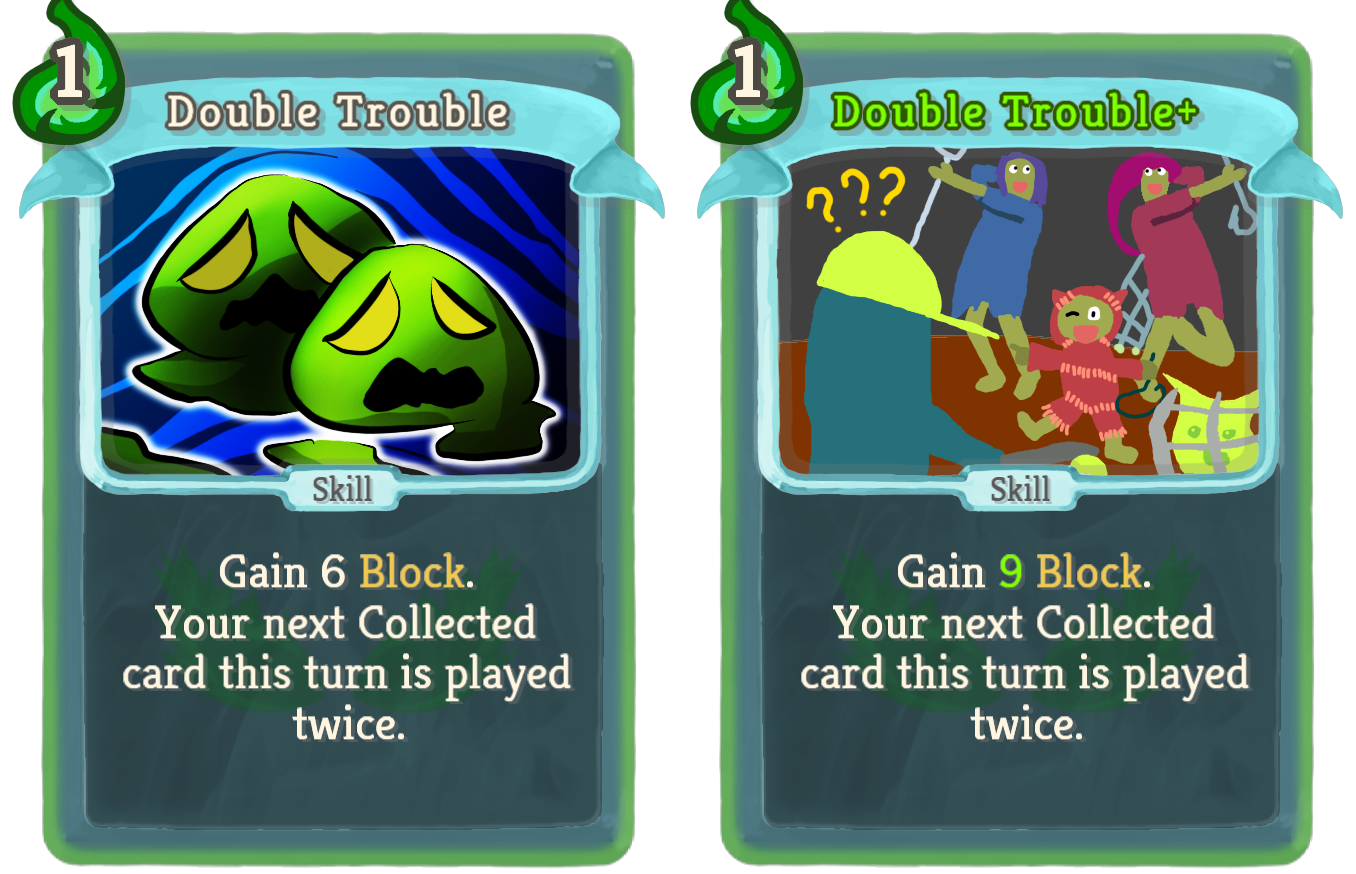 1
Double Trouble
Skill
Gain 6 Block.
Your next Collected
card this turn is played
twice.
1
Double Trouble+
???
Skill
Gain 9 Block.
Your next Collected
card this turn is played
twice.